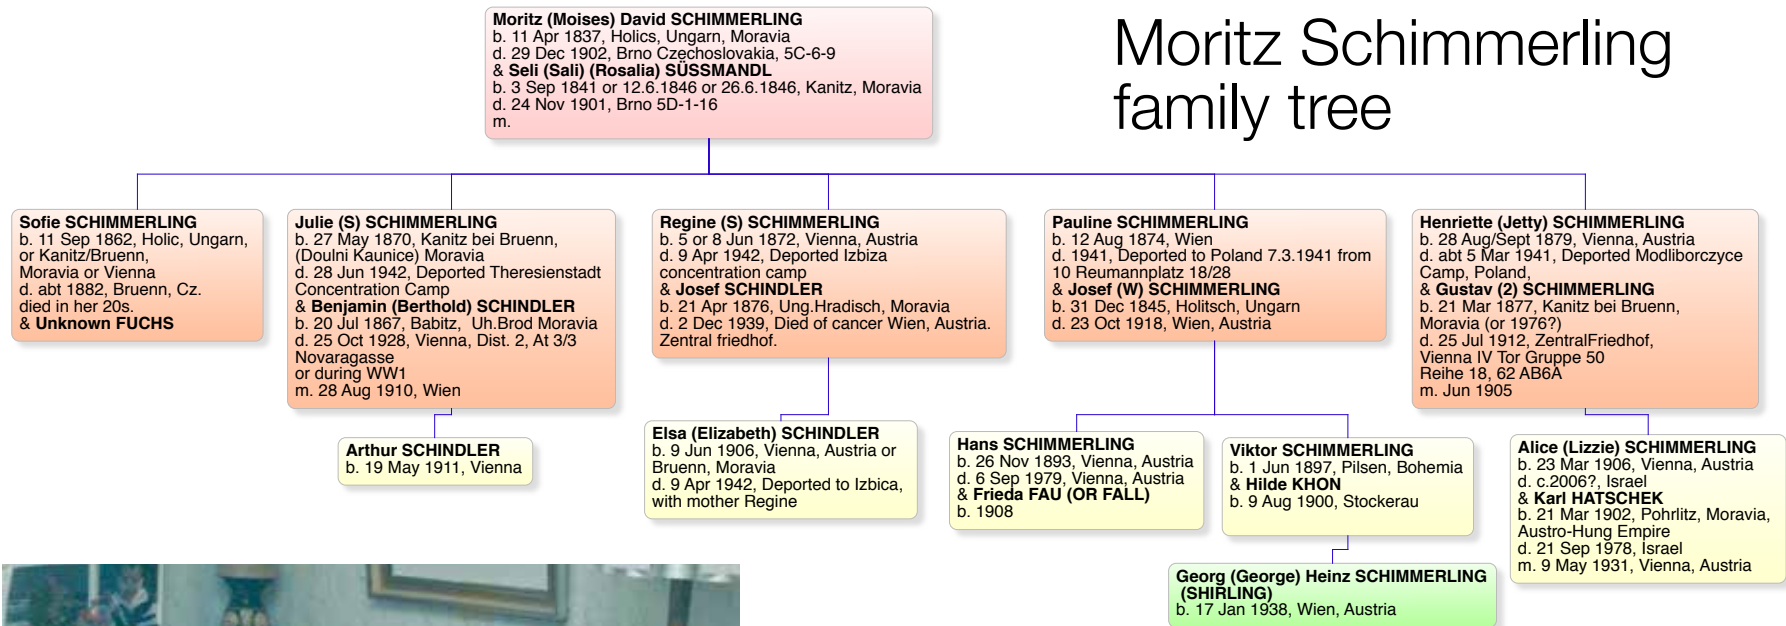 Moritz (Moises) David SCHIMMERLING
b. 11 Apr 1837, Holics, Ungarn, Moravia
d. 29 Dec 1902, Brno Czechoslovakia, 5C-6-9
& Seli (Sali) (Rosalia) SÜSSMANDL
b. 3 Sep 1841 or 12.6.1846 or 26.6.1846, Kanitz, Moravia
d. 24 Nov 1901, Brno 5D-1-16
m.
Moritz Schimmerling
family tree
Sofie SCHIMMERLING
b. 11 Sep 1862, Holic, Ungarn,
or Kanitz/Bruenn,
Moravia or Vienna
d. abt 1882, Bruenn, Cz.
died in her 20s.
& Unknown FUCHS
Julie (S) SCHIMMERLING
b. 27 May 1870, Kanitz bei Bruenn,
(Doulni Kaunice) Moravia
d. 28 Jun 1942, Deported Theresienstadt
Concentration Camp
& Benjamin (Berthold) SCHINDLER
b. 20 Jul 1867, Babitz, Uh.Brod Moravia
d. 25 Oct 1928, Vienna, Dist. 2, At 3/3
Novaragasse
or during WW1
m. 28 Aug 1910, Wien
Regine (S) SCHIMMERLING
b. 5 or 8 Jun 1872, Vienna, Austria
d. 9 Apr 1942, Deported Izbiza
concentration camp
& Josef SCHINDLER
b. 21 Apr 1876, Ung.Hradisch, Moravia
d. 2 Dec 1939, Died of cancer Wien, Austria.
Zentral friedhof.
Pauline SCHIMMERLING
b. 12 Aug 1874, Wien
d. 1941, Deported to Poland 7.3.1941 from
10 Reumannplatz 18/28
& Josef (W) SCHIMMERLING
b. 31 Dec 1845, Holitsch, Ungarn
d. 23 Oct 1918, Wien, Austria
Henriette (Jetty) SCHIMMERLING
b. 28 Aug/Sept 1879, Vienna, Austria
d. abt 5 Mar 1941, Deported Modliborczyce
Camp, Poland,
& Gustav (2) SCHIMMERLING
b. 21 Mar 1877, Kanitz bei Bruenn,
Moravia (or 1976?)
d. 25 Jul 1912, ZentralFriedhof,
Vienna IV Tor Gruppe 50
Reihe 18, 62 AB6A
m. Jun 1905
Arthur SCHINDLER
b. 19 May 1911, Vienna
Elsa (Elizabeth) SCHINDLER
b. 9 Jun 1906, Vienna, Austria or
Bruenn, Moravia
d. 9 Apr 1942, Deported to Izbica,
with mother Regine
Hans SCHIMMERLING
b. 26 Nov 1893, Vienna, Austria
d. 6 Sep 1979, Vienna, Austria
& Frieda FAU (OR FALL)
b. 1908
Viktor SCHIMMERLING
b. 1 Jun 1897, Pilsen, Bohemia
& Hilde KHON
b. 9 Aug 1900, Stockerau
Alice (Lizzie) SCHIMMERLING
b. 23 Mar 1906, Vienna, Austria
d. c.2006?, Israel
& Karl HATSCHEK
b. 21 Mar 1902, Pohrlitz, Moravia,
Austro-Hung Empire
d. 21 Sep 1978, Israel
m. 9 May 1931, Vienna, Austria
Georg (George) Heinz SCHIMMERLING
(SHIRLING)
b. 17 Jan 1938, Wien, Austria